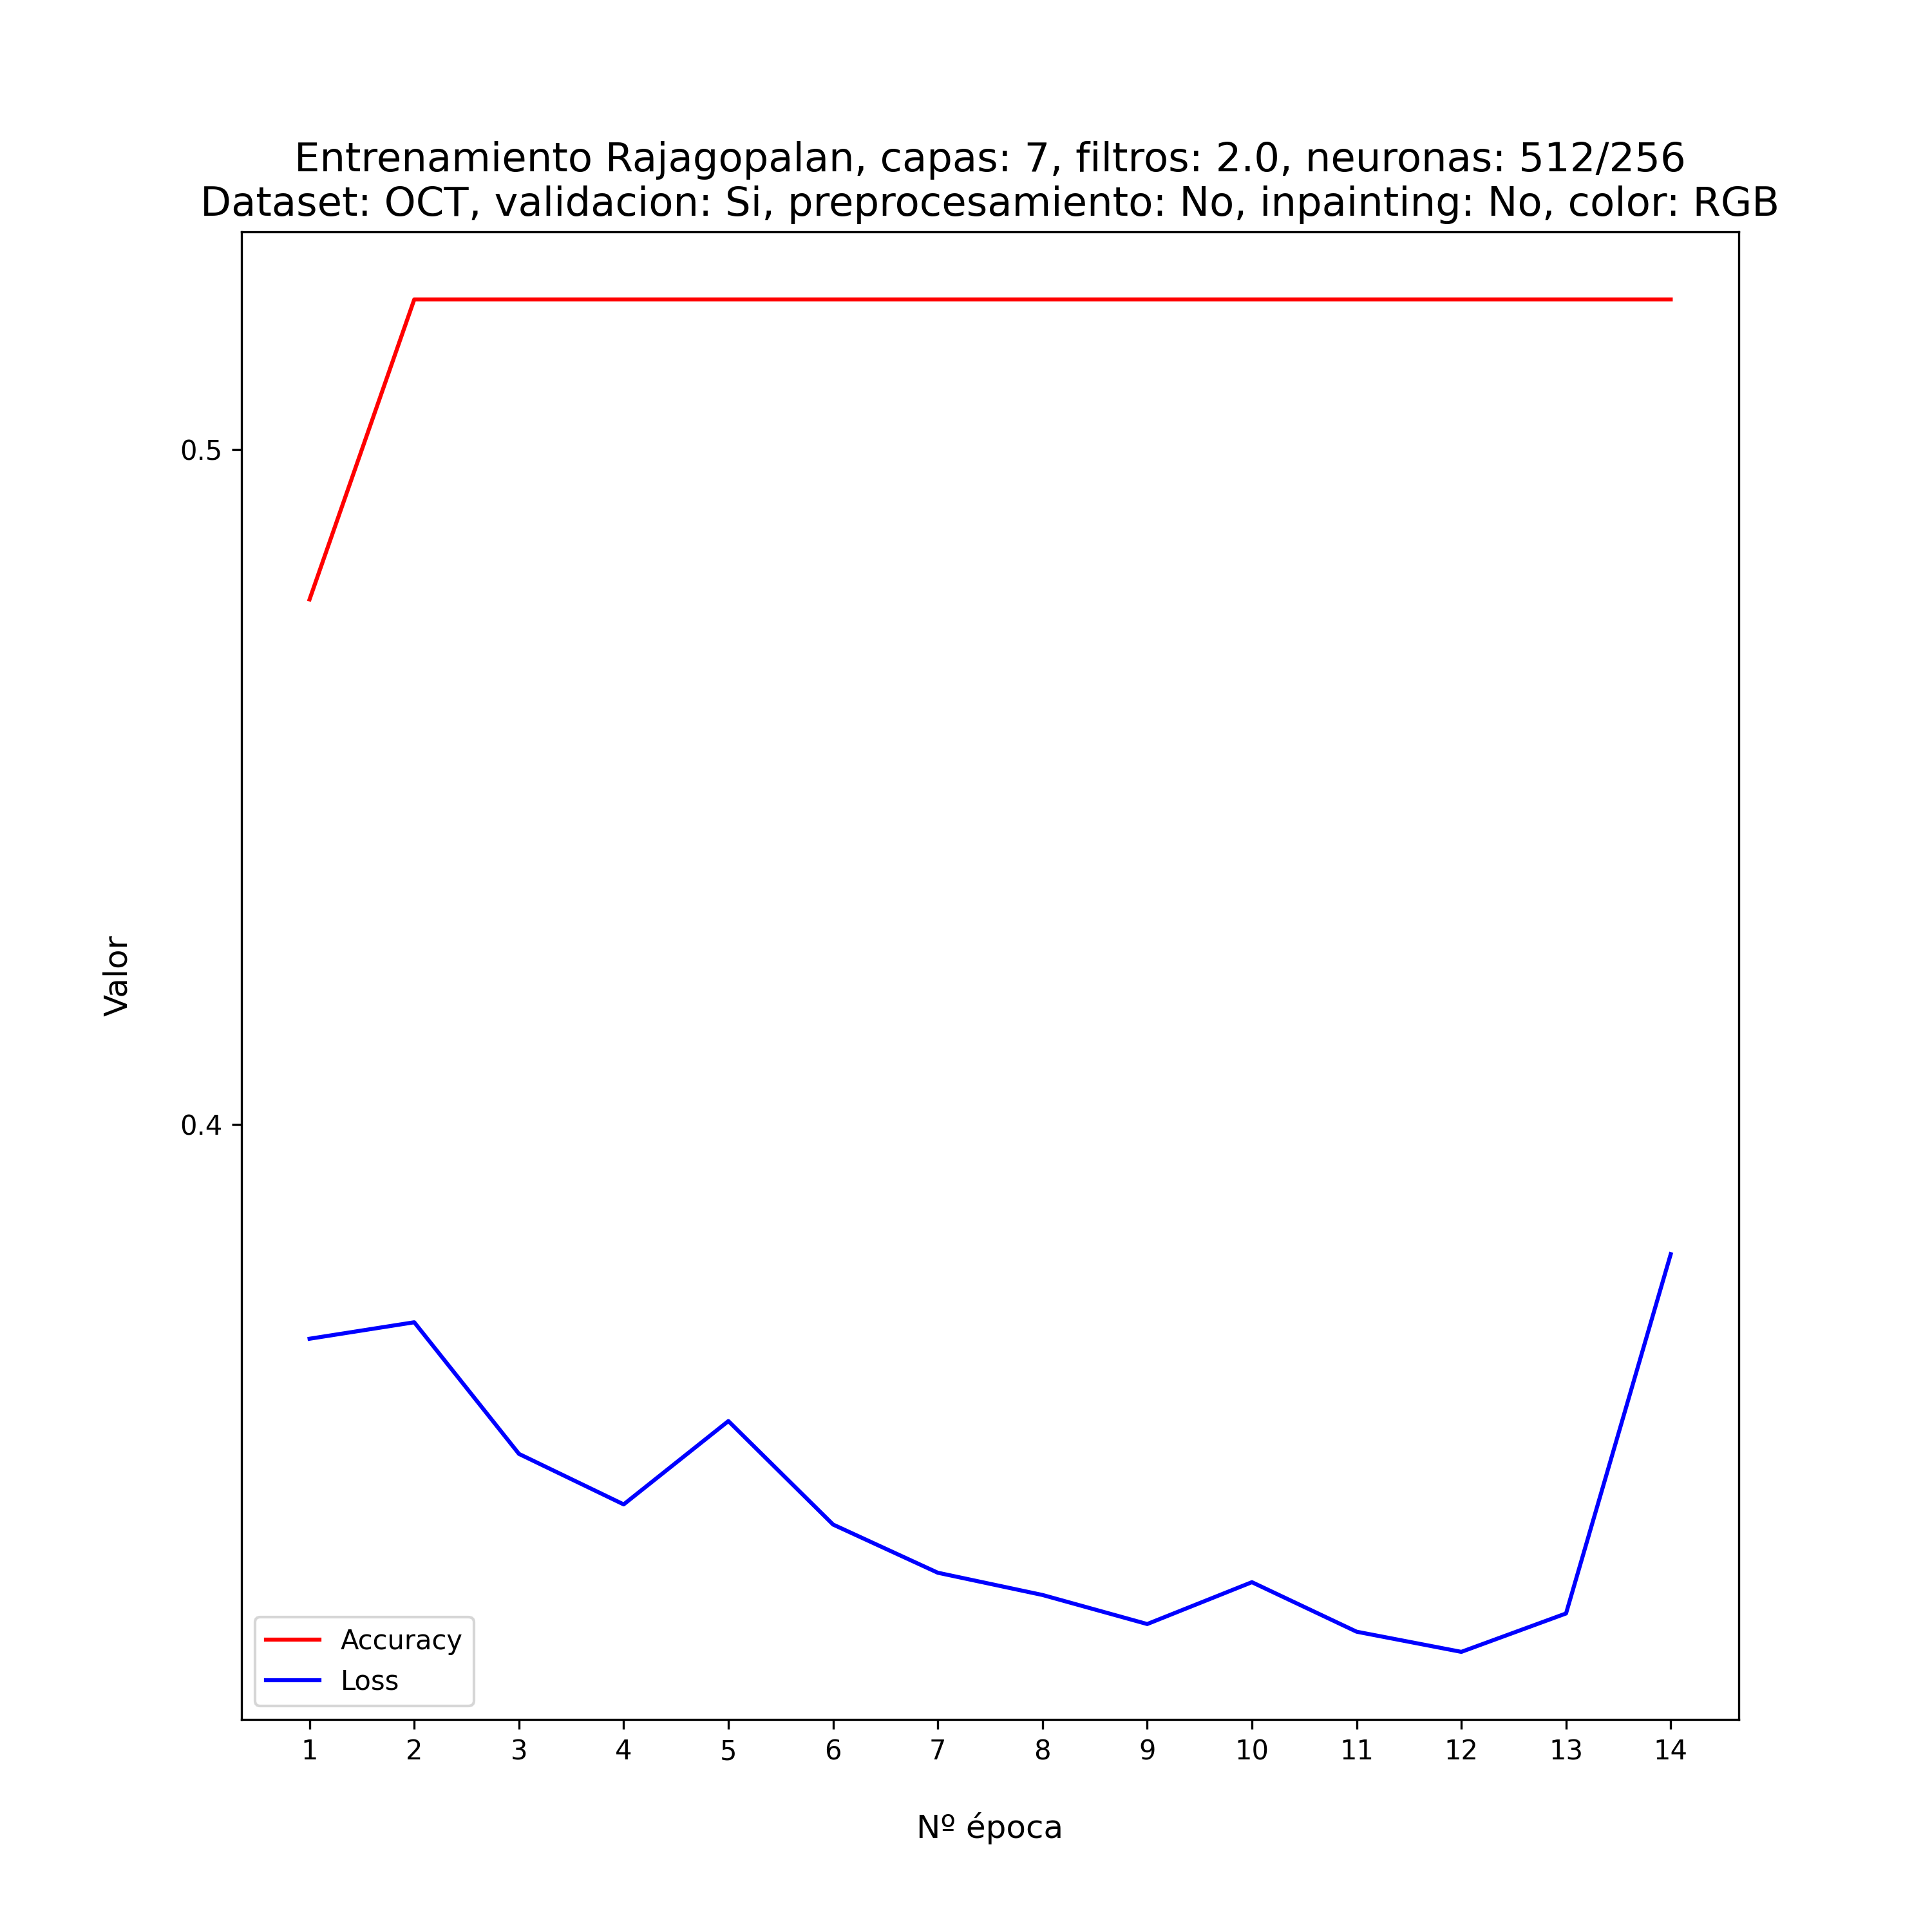 Entrenamiento Rajagopalan, capas: 7, filtros: 2.0, neuronas: 512/256
Dataset: OCT, validacion: Si, preprocesamiento: No, inpainting: No, color: RGB
0.5
Valor
0.4
Accuracy
Loss
1 2 3 4 5 6 7 8 9 10 11 12 13 14
Nº época